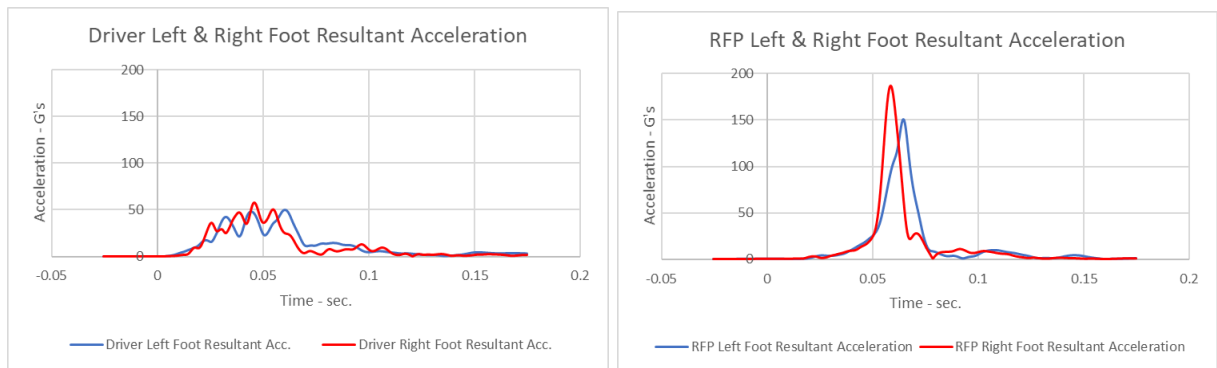 Driver Left & Right Foot Resultant Acceleration
200
150
100
50
0
-0.05 0 0.05 0.1 0.15 0.2
Acceleration - G's
Time - sec.
Driver Left Foot Resultant Acc. Driver Right Foot Resultant Acc.
RFP Left & Right Foot Resultant Acceleration
200
150
100
50
0
-0.05 0 0.05 0.1 0.15 0.2
Acceleration - G's
Time - sec.
RFP Left Foot Resultant Acceleration RFP Right Foot Resultant Acceleration